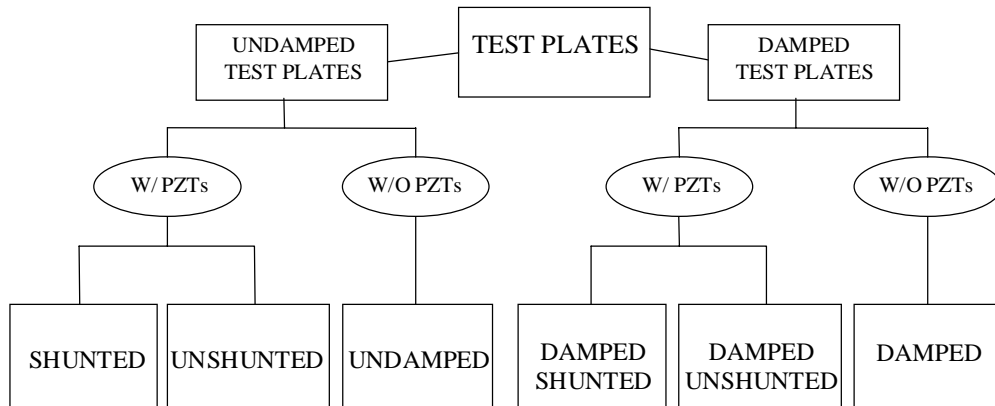 TEST PLATES
UNDAMPED
TEST PLATES
DAMPED
TEST PLATES
W/ PZTs
W/O PZTs
W/ PZTs
W/O PZTs
SHUNTED
UNSHUNTED
UNDAMPED
DAMPED
SHUNTED
DAMPED
UNSHUNTED
DAMPED